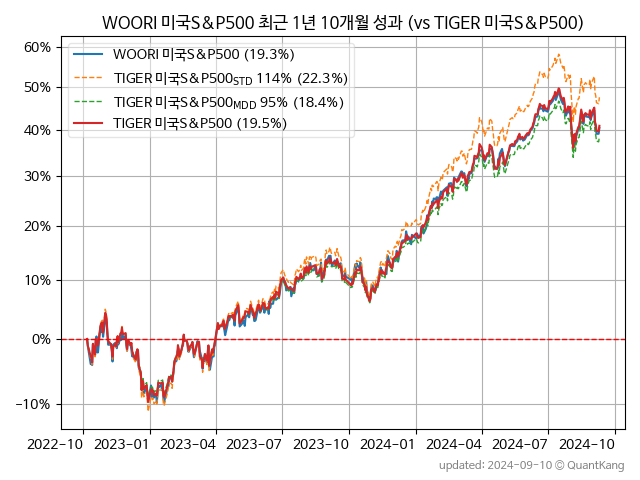 WOORI 미국S&P500 최근 1년 10개월 성과 (vs TIGER 미국S&P500)
WOORI 미국S&P500 (19.3%)
TIGER 미국S&P500STD 114% (22.3%)
TIGER 미국S&P500MDD 95% (18.4%)
TIGER 미국S&P500 (19.5%)
60%
50%
40%
30%
20%
10%
0%
−10%
2022-10 2023-01 2023-04 2023-07 2023-10 2024-01 2024-04 2024-07 2024-10
updated: 2024-09-10 © QuantKang